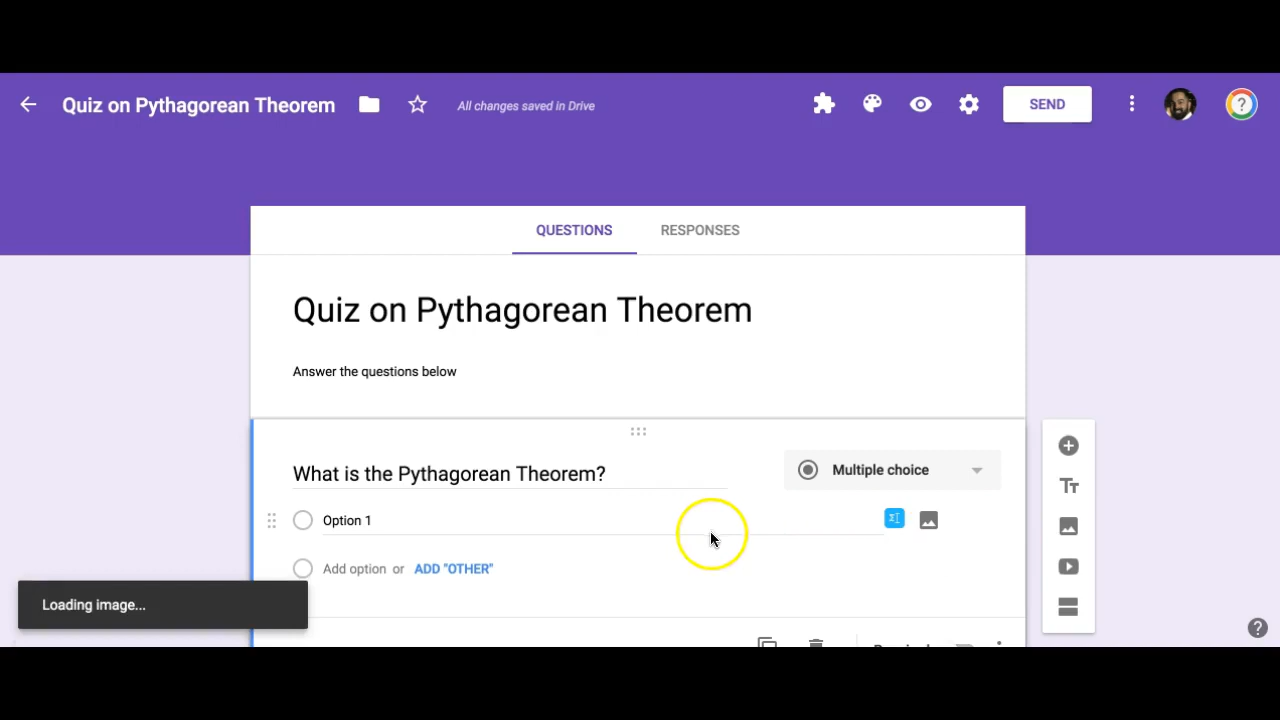 Quiz on Pythagorean Theorem All changes saved in Drive SEND
QUESTIONS RESPONSES
Quiz on Pythagorean Theorem
Answer the questions below
What is the Pythagorean Theorem? Multiple choice
Option 1
Add option or ADD "OTHER"
Loading image...